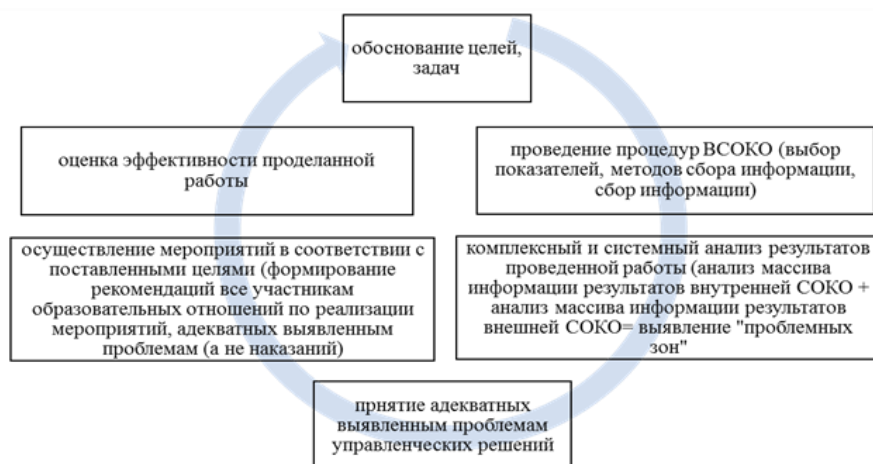 обоснование целей,
задач
проведение процедур ВСОКО (выбор
показателей, методов сбора информации,
сбор информации)
комплексный и системный анализ результатов
проведенной работы (анализ массива
информации результатов внутренней СОКО +
анализ массива информации результатов
внешней СОКО= выявление "проблемных
зон"
прнятие адекватных
выявленным проблемам
управленческих решений
осуществление мероприятий в соответствии с
поставленными целями (формирование
рекомендаций все участникам
образовательных отношений по реализации
мероприятий, адекватных выявленным
проблемам (а не наказаний)
оценка эффективности проделанной
работы